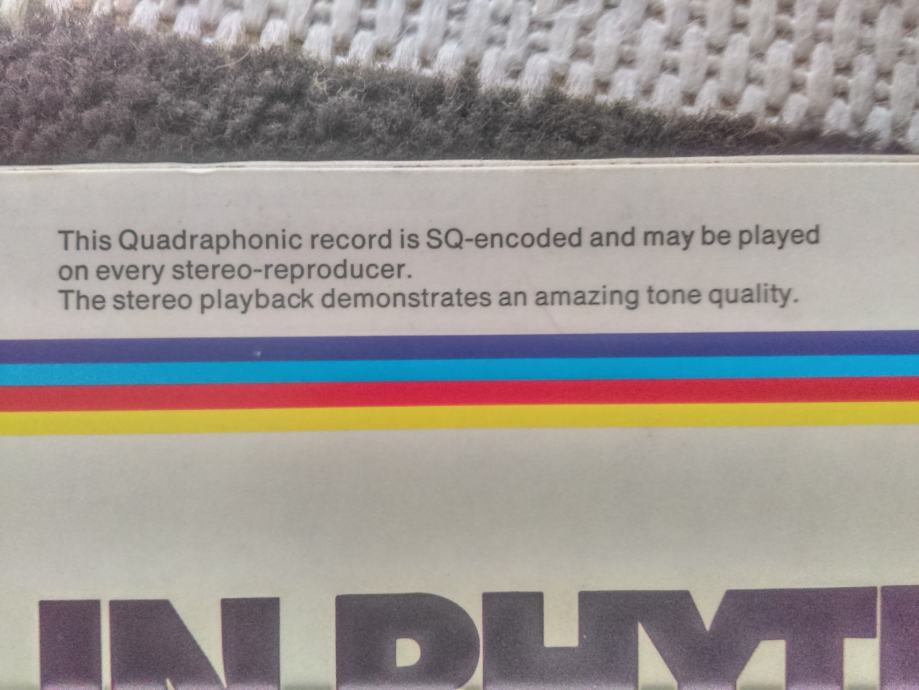 This Quadraphonic record is SQ-encoded and may be played
on every stereo-reproducer.
The stereo playback demonstrates an amazing tone quality.
IN